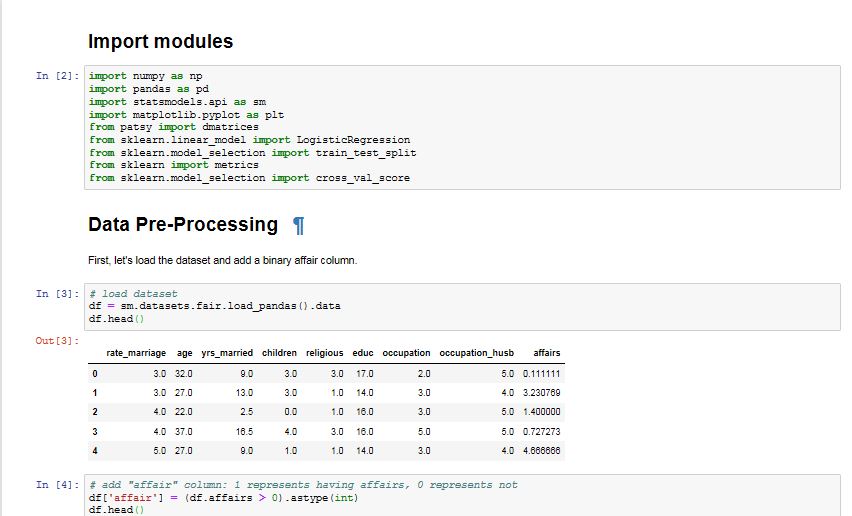 Import modules
In [2]: import numpy as np
import pandas as pd
import statsmodels.api as sm
import matplotlib.pyplot as plt
from patsy import dmatrices
from sklearn.linear_model import LogisticRegression
from sklearn.model_selection import train_test_split
from sklearn import metrics
from sklearn.model_selection import cross_val_score
Data Pre-Processing ¶
First, let's load the dataset and add a binary affair column.
In [3]: # load dataset
df = sm.datasets.fair.load_pandas().data
df.head()
Out[3]:
rate_marriage age yrs_married children religious educ occupation occupation_husb affairs
0 3.0 32.0 9.0 3.0 3.0 17.0 2.0 5.0 0.111111
1 3.0 27.0 13.0 3.0 1.0 14.0 3.0 4.0 3.230769
2 4.0 22.0 2.5 0.0 1.0 16.0 3.0 5.0 1.400000
3 4.0 37.0 16.5 4.0 3.0 16.0 5.0 5.0 0.727273
4 5.0 27.0 9.0 1.0 1.0 14.0 3.0 4.0 4.666666
In [4]: # add "affair" column: 1 represents having affairs, 0 represents not
df['affair'] = (df.affairs > 0).astype(int)
df.head()